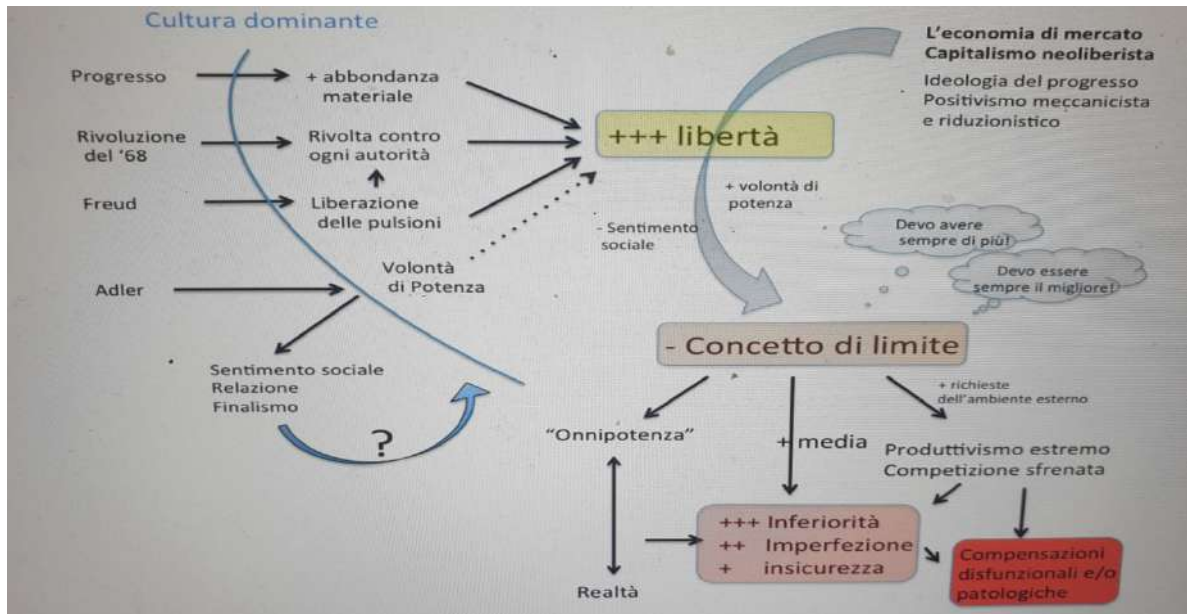 Cultura dominante
L'economia di mercato
Capitalismo neoliberista
Ideologia del progresso
Positivismo meccanicista
e riduzionistico
Progresso
+ abbondanza
materiale
Rivoluzione
del '68
Rivolta contro
ogni autorità
+++ libertà
Freud
Liberazione
delle pulsioni
+ volontà di
potenza
- Sentimento
sociale
Devo avere
sempre di più!
Devo essere
sempre il migliore!
Adler
Volontà
di Potenza
- Concetto di limite
Sentimento sociale
Relazione
Finalismo
?
+ richieste
dell'ambiente esterno
"Onnipotenza"
+ media
Produttivismo estremo
Competizione sfrenata
+++ Inferiorità
++ Imperfezione
+ insicurezza
Compensazioni
disfunzionali e/o
patologiche
Realtà